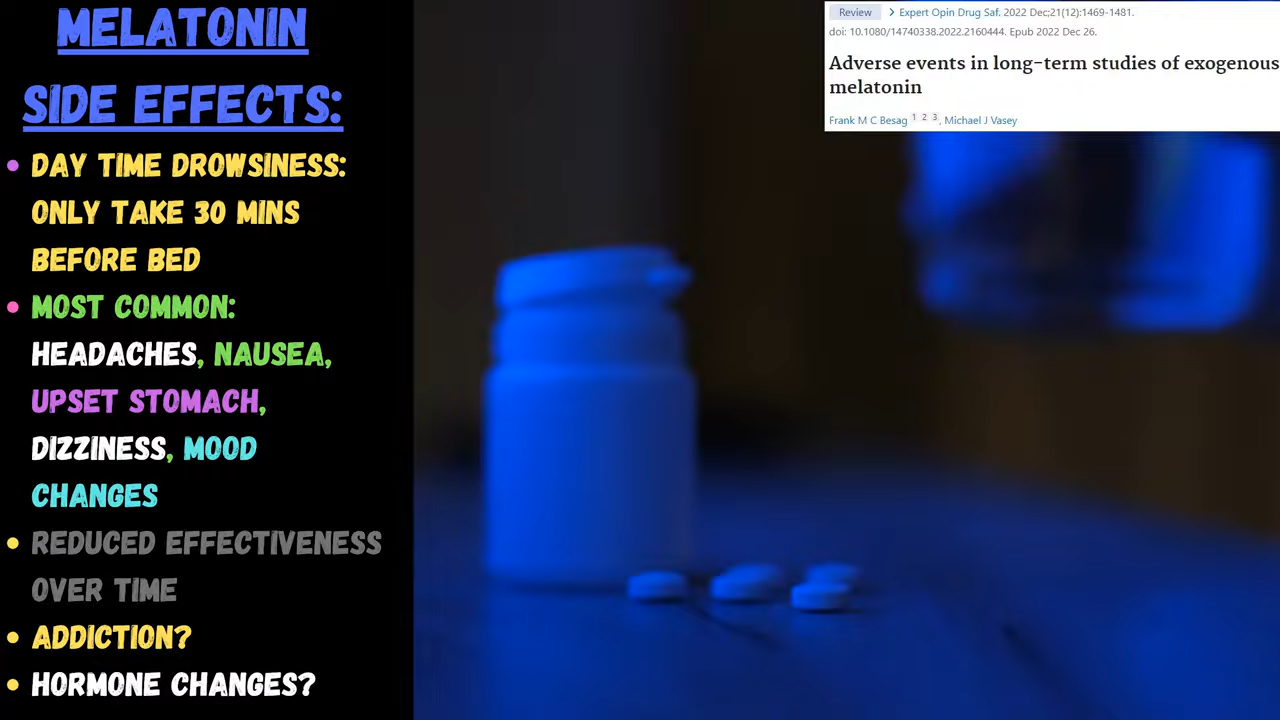 MELATONIN
SIDE EFFECTS:
DAY TIME DROWSINESS:
ONLY TAKE 30 MINS
BEFORE BED
MOST COMMON:
HEADACHES, NAUSEA,
UPSET STOMACH,
DIZZINESS, MOOD
CHANGES
REDUCED EFFECTIVENESS
OVER TIME
ADDICTION?
HORMONE CHANGES?
Review > Expert Opin Drug Saf. 2022 Dec;21(12):1469-1481.
doi: 10.1080/14740338.2022.2160444. Epub 2022 Dec 26.
Adverse events in long-term studies of exogenous
melatonin
Frank M C Besag 1 2 3, Michael J Vasey